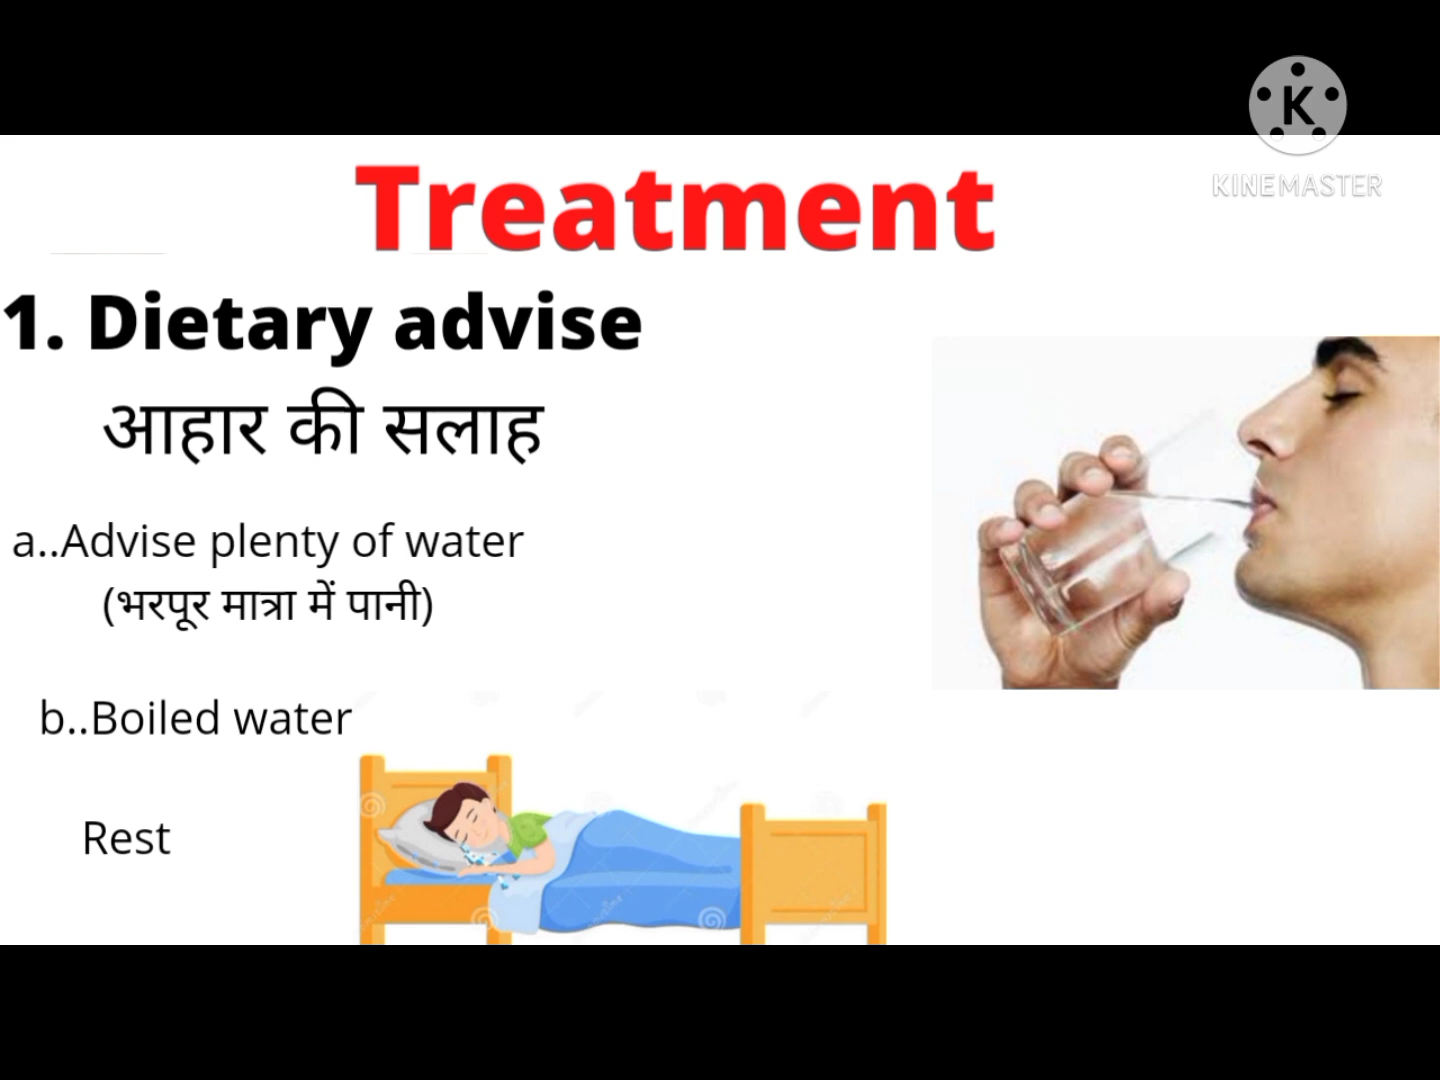 K
KINEMASTER
Treatment
1. Dietary advise
आहार की सलाह
a..Advise plenty of water
(भरपूर मात्रा में पानी)
b..Boiled water
Rest